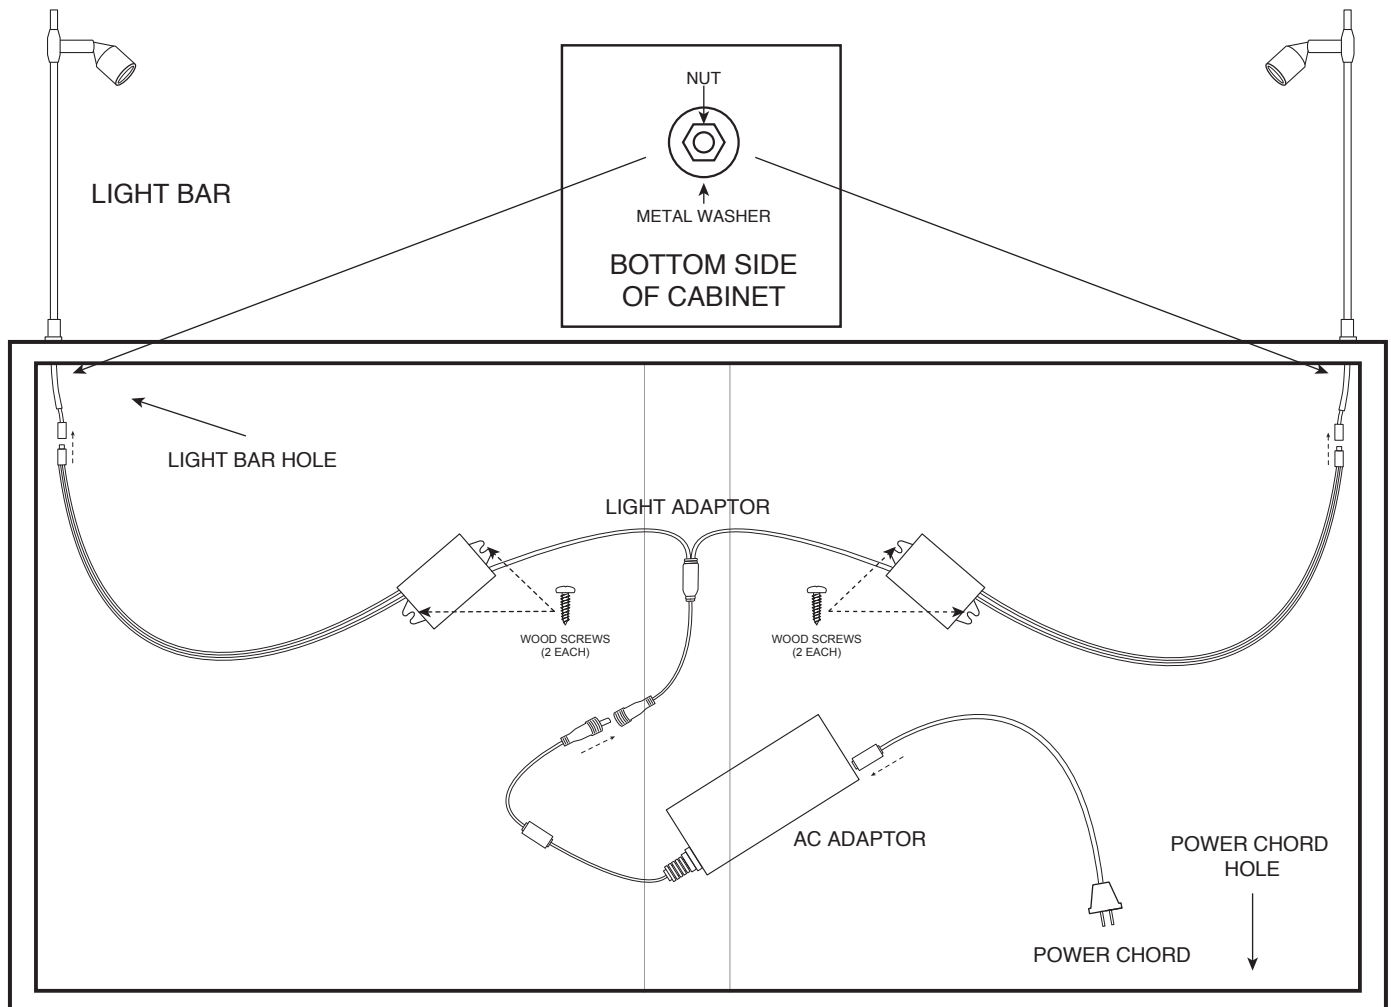 NUT
LIGHT BAR
METAL WASHER
BOTTOM SIDE
OF CABINET
LIGHT BAR HOLE
LIGHT ADAPTOR
WOOD SCREWS
(2 EACH)
WOOD SCREWS
(2 EACH)
AC ADAPTOR
POWER CHORD
HOLE
POWER CHORD